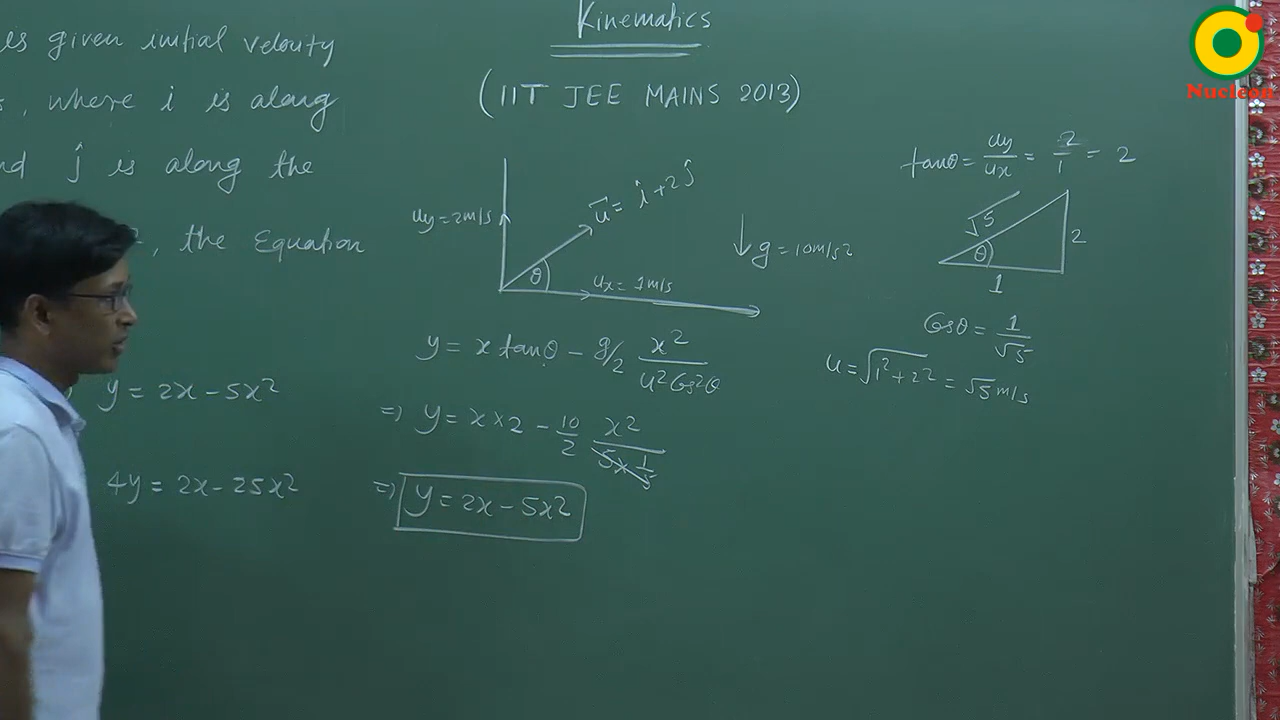 Kinematics
(IIT JEE MAINS 2013)
Nucleon
is given initial velocity
, where i is along
nd ĵ is along the
, the Equation
y = 2x - 5x²
4y = 2x - 25x²
uy = 2m/s
u⃗ = î + 2ĵ
θ
ux = 1m/s
g = 10m/s²
y = x tanθ - g/2 x²/u²Cos²θ
=> y = x × 2 - 10/2 x²/5×1/5
=> y = 2x - 5x²
tanθ = uy/ux = 2/1 = 2
√5
θ
2
1
Cosθ = 1/√5
u = √1²+2² = √5 m/s